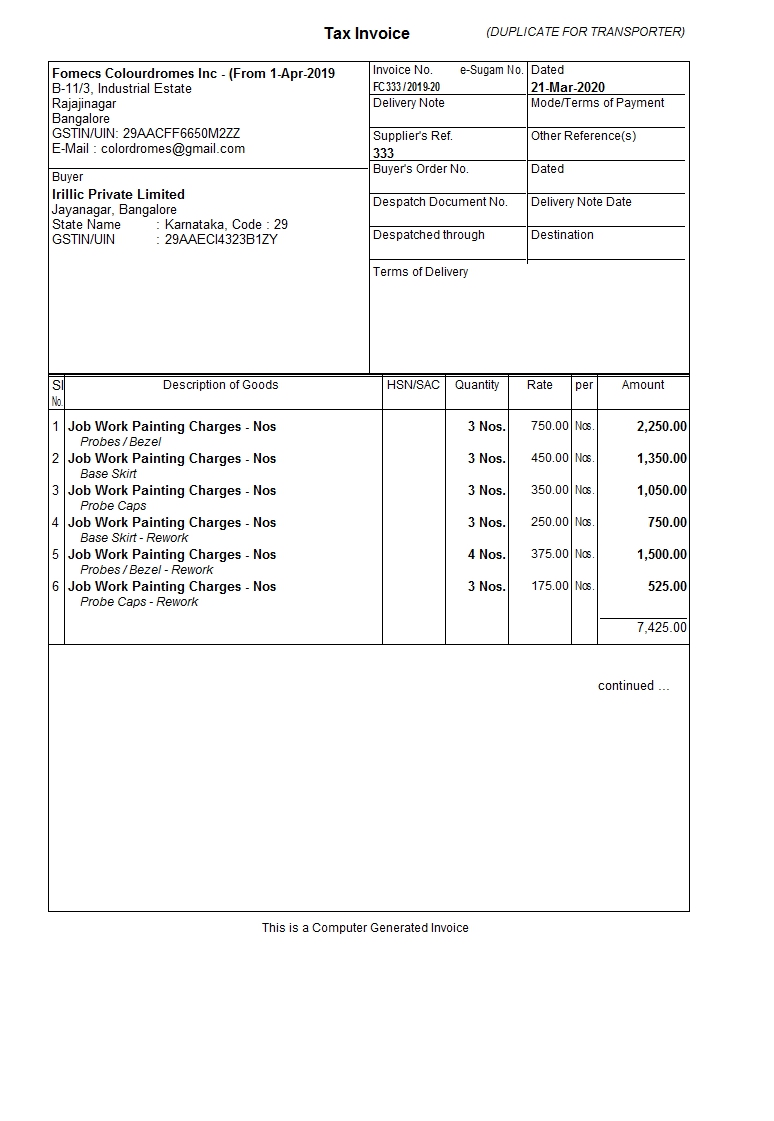 Tax Invoice
(DUPLICATE FOR TRANSPORTER)
Fomecs Colourdromes Inc - (From 1-Apr-2019
B-11/3, Industrial Estate
Rajajinagar
Bangalore
GSTIN/UIN: 29AACFF6650M2ZZ
E-Mail : colordromes@gmail.com
Buyer
Irillic Private Limited
Jayanagar, Bangalore
State Name : Karnataka, Code : 29
GSTIN/UIN : 29AAECI4323B1ZY
Invoice No. e-Sugam No. Dated
FC 333 / 2019-20 21-Mar-2020
Delivery Note Mode/Terms of Payment
Supplier's Ref. Other Reference(s)
333
Buyer's Order No. Dated
Despatch Document No. Delivery Note Date
Despatched through Destination
Terms of Delivery
Sl Description of Goods HSN/SAC Quantity Rate per Amount
No.
1 Job Work Painting Charges - Nos 3 Nos. 750.00 Nos. 2,250.00
Probes / Bezel
2 Job Work Painting Charges - Nos 3 Nos. 450.00 Nos. 1,350.00
Base Skirt
3 Job Work Painting Charges - Nos 3 Nos. 350.00 Nos. 1,050.00
Probe Caps
4 Job Work Painting Charges - Nos 3 Nos. 250.00 Nos. 750.00
Base Skirt - Rework
5 Job Work Painting Charges - Nos 4 Nos. 375.00 Nos. 1,500.00
Probes / Bezel - Rework
6 Job Work Painting Charges - Nos 3 Nos. 175.00 Nos. 525.00
Probe Caps - Rework
7,425.00
continued ...
This is a Computer Generated Invoice